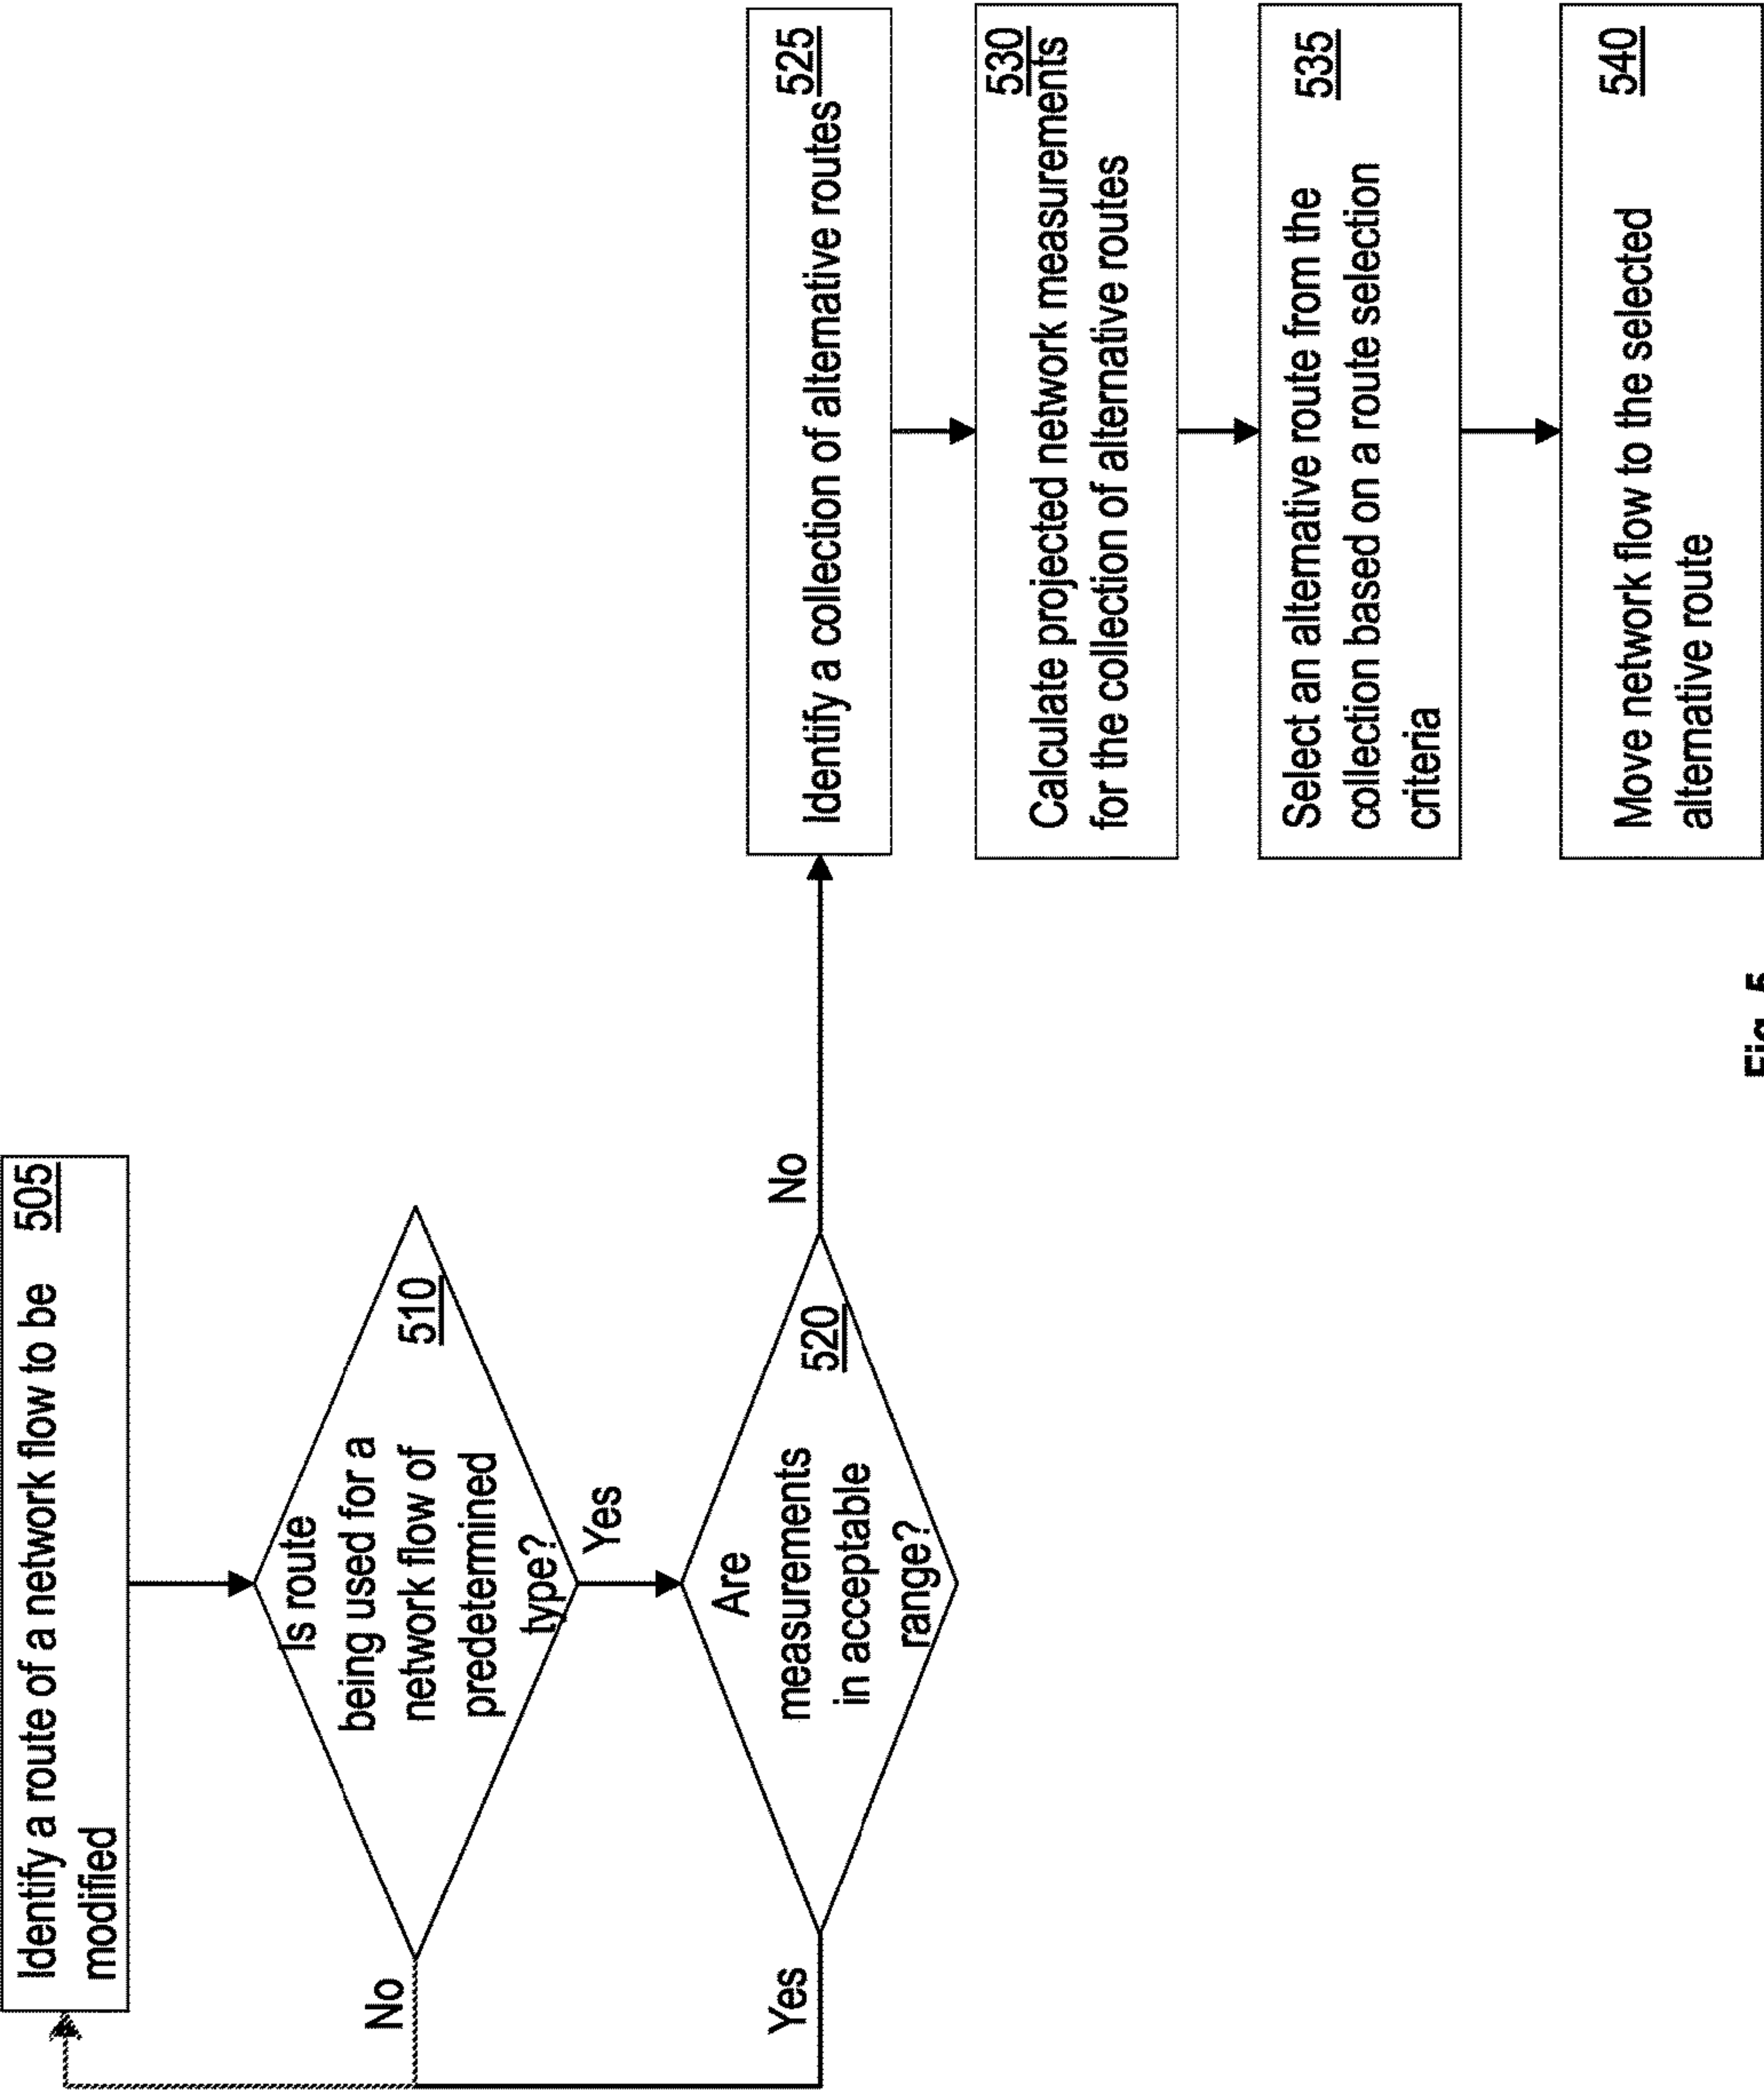 Identify a route of a network flow to be 505
modified
Is route
being used for a
network flow of
predetermined
type?
510
No
Yes
Are
measurements
in acceptable
range?
520
Yes
No
525
Identify a collection of alternative routes
530
Calculate projected network measurements
for the collection of alternative routes
535
Select an alternative route from the
collection based on a route selection
criteria
540
Move network flow to the selected
alternative route
Fig. 5